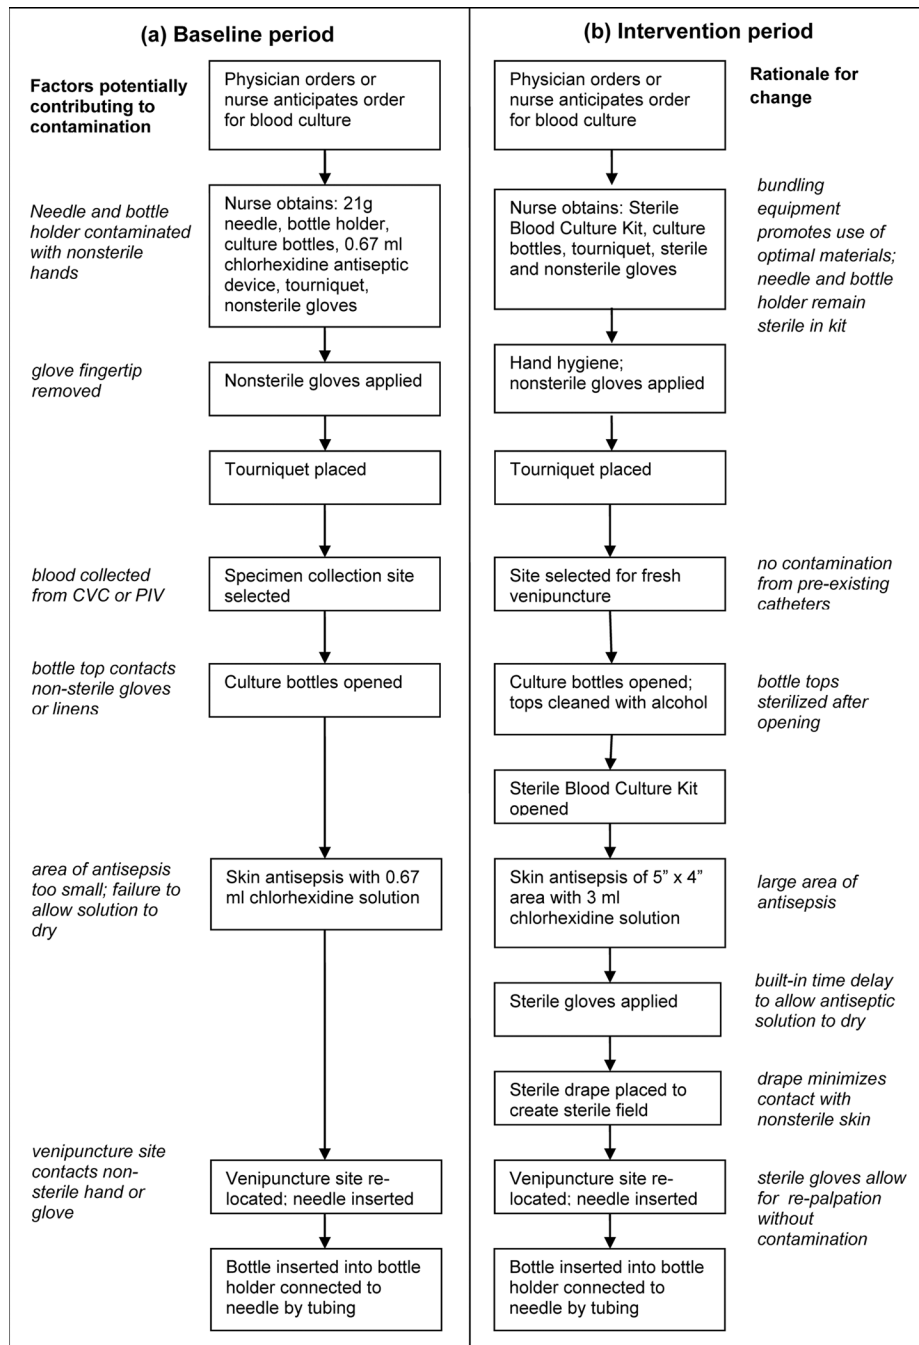 (a) Baseline period
Factors potentially
contributing to
contamination
Physician orders or
nurse anticipates order
for blood culture
Needle and bottle
holder contaminated
with nonsterile
hands
Nurse obtains: 21g
needle, bottle holder,
culture bottles, 0.67 ml
chlorhexidine antiseptic
device, tourniquet,
nonsterile gloves
glove fingertip
removed
Nonsterile gloves applied
Tourniquet placed
blood collected
from CVC or PIV
Specimen collection site
selected
bottle top contacts
non-sterile gloves
or linens
Culture bottles opened
area of antisepsis
too small; failure to
allow solution to
dry
Skin antisepsis with 0.67
ml chlorhexidine solution
venipuncture site
contacts non-
sterile hand or
glove
Venipuncture site re-
located; needle inserted
Bottle inserted into bottle
holder connected to
needle by tubing
(b) Intervention period
Physician orders or
nurse anticipates order
for blood culture
Rationale for
change
Nurse obtains: Sterile
Blood Culture Kit, culture
bottles, tourniquet, sterile
and nonsterile gloves
bundling
equipment
promotes use of
optimal materials;
needle and bottle
holder remain
sterile in kit
Hand hygiene;
nonsterile gloves applied
Tourniquet placed
Site selected for fresh
venipuncture
no contamination
from pre-existing
catheters
Culture bottles opened;
tops cleaned with alcohol
bottle tops
sterilized after
opening
Sterile Blood Culture Kit
opened
Skin antisepsis of 5” x 4”
area with 3 ml
chlorhexidine solution
large area of
antisepsis
Sterile gloves applied
built-in time delay
to allow antiseptic
solution to dry
Sterile drape placed to
create sterile field
drape minimizes
contact with
nonsterile skin
Venipuncture site re-
located; needle inserted
sterile gloves allow
for re-palpation
without
contamination
Bottle inserted into bottle
holder connected to
needle by tubing